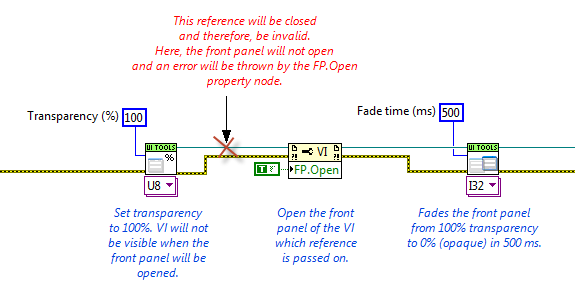 This reference will be closed
and therefore, be invalid.
Here, the front panel will not open
and an error will be thrown by the FP.Open
property node.
Transparency (%) 100
Fade time (ms) 500
UI TOOLS
%
U8
VI
T
FP.Open
UI TOOLS
I32
Set transparency
to 100%. VI will not
be visible when the
front panel will be
opened.
Open the front
panel of the VI
which reference
is passed on.
Fades the front panel
from 100% transparency
to 0% (opaque) in 500 ms.